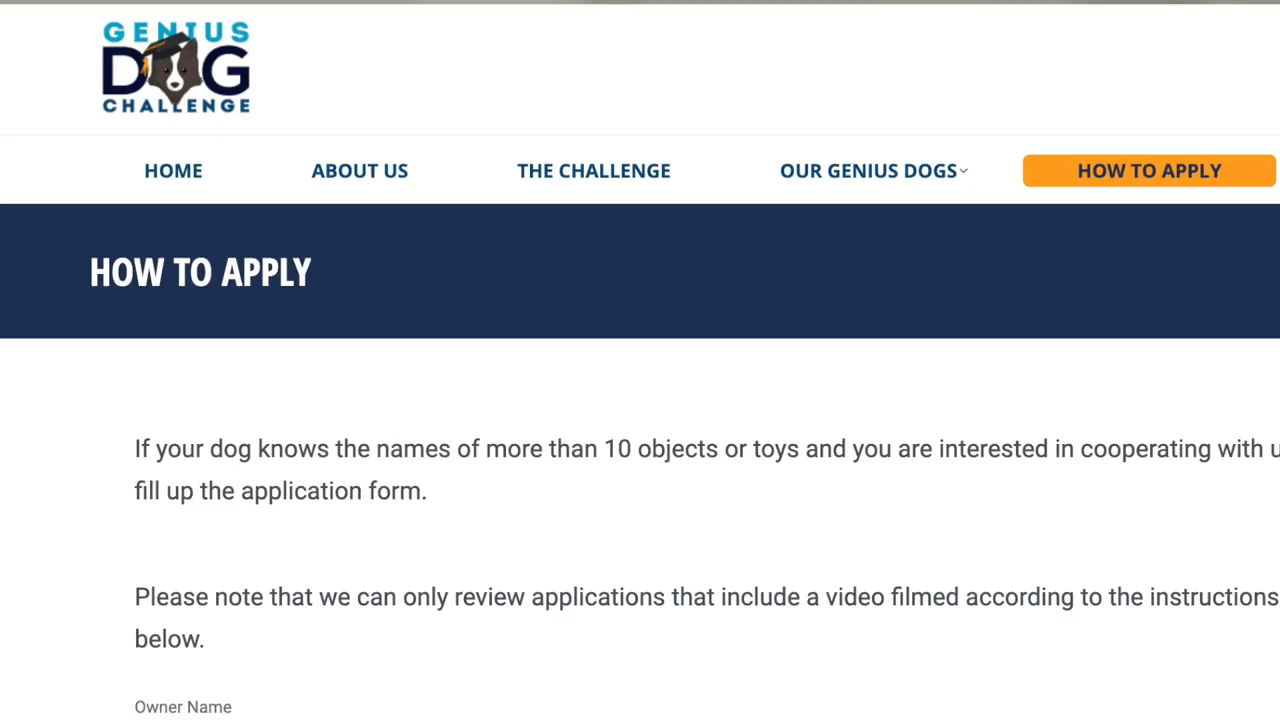 GENIUS
DOG
CHALLENGE
HOME ABOUT US THE CHALLENGE OUR GENIUS DOGS HOW TO APPLY
HOW TO APPLY
If your dog knows the names of more than 10 objects or toys and you are interested in cooperating with
fill up the application form.
Please note that we can only review applications that include a video filmed according to the instructions
below.
Owner Name